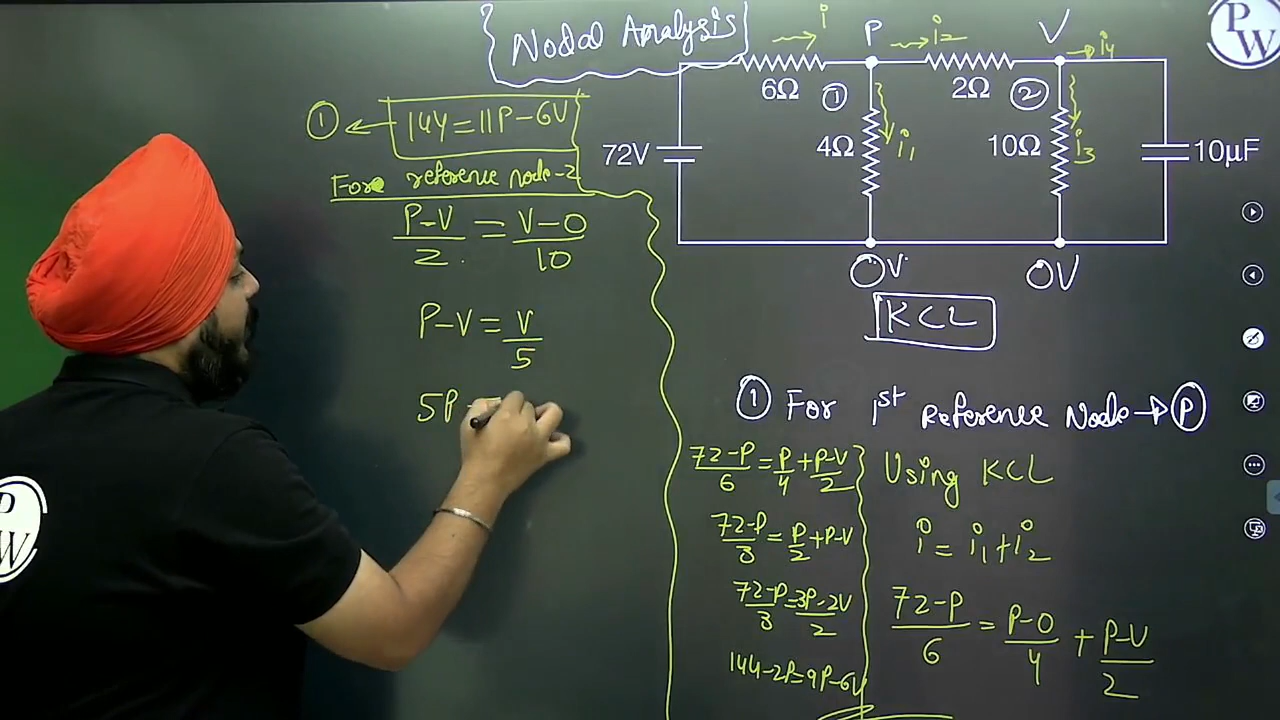 Nodal Analysis
i
P
i2
V
i4
6Ω
①
2Ω
②
72V
4Ω
i1
10Ω
i3
10μF
0V
0V
KCL
PW
① ← 144=11P-6V
Fore reference node-2
P-V/2 = V-0/10
P-V = V/5
5P
① For 1st Reference Node→Ⓟ
72-P/6 = P/4 + P-V/2
72-P/3 = P/2 + P-V
72-P/3 = 3P-2V/2
144-2P=9P-6V
Using KCL
i = i1+i2
72-P/6 = P-0/4 + P-V/2
PW